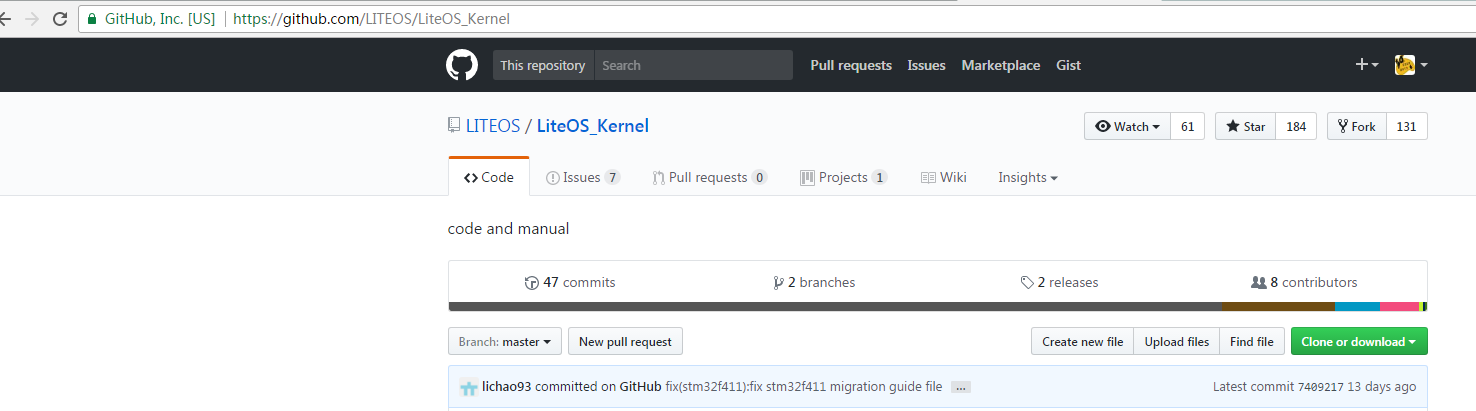 GitHub, Inc. [US] | https://github.com/LITEOS/LiteOS_Kernel
This repository Search Pull requests Issues Marketplace Gist
LITEOS / LiteOS_Kernel Watch 61 Star 184 Fork 131
Code Issues 7 Pull requests 0 Projects 1 Wiki Insights
code and manual
47 commits 2 branches 2 releases 8 contributors
Branch: master New pull request Create new file Upload files Find file Clone or download
lichao93 committed on GitHub fix(stm32f411):fix stm32f411 migration guide file ... Latest commit 7409217 13 days ago